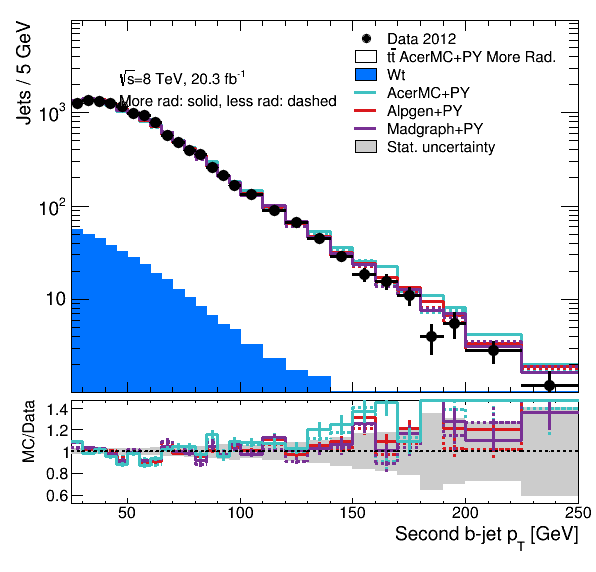 Jets / 5 GeV
Data 2012
tt̄ AcerMC+PY More Rad.
Wt
AcerMC+PY
Alpgen+PY
Madgraph+PY
Stat. uncertainty
√s=8 TeV, 20.3 fb⁻¹
More rad: solid, less rad: dashed
10³
10²
10
MC/Data
1.4
1.2
1
0.8
0.6
50 100 150 200 250
Second b-jet p_T [GeV]